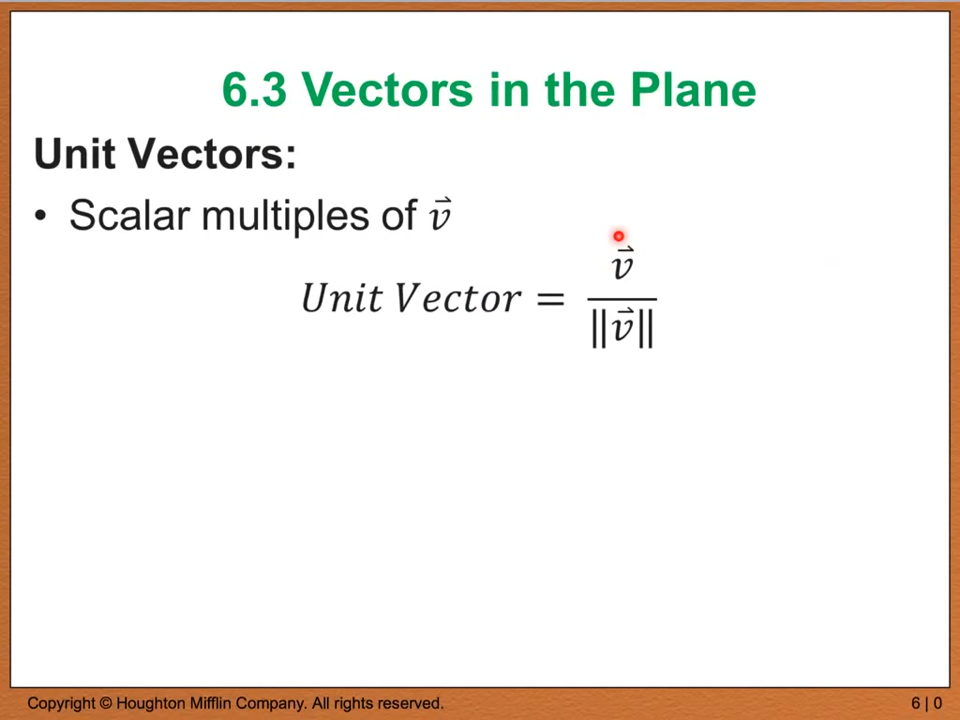 6.3 Vectors in the Plane
Unit Vectors:
• Scalar multiples of v⃗
Unit Vector = v⃗ / ‖v⃗‖
Copyright © Houghton Mifflin Company. All rights reserved.
6 | 0